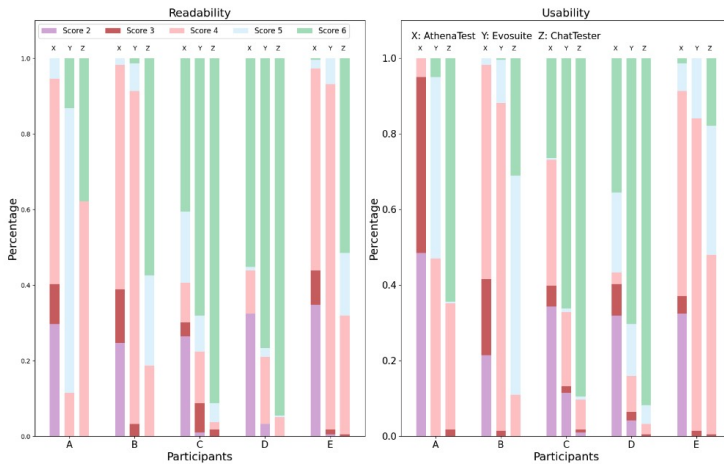 Readability
Usability
Score 2 Score 3 Score 4 Score 5 Score 6
X: AthenaTest Y: Evosuite Z: ChatTester
X Y Z X Y Z X Y Z X Y Z X Y Z
X Y Z X Y Z X Y Z X Y Z X Y Z
1.0
0.8
0.6
0.4
0.2
0.0
Percentage
A B C D E
Participants
1.0
0.8
0.6
0.4
0.2
0.0
Percentage
A B C D E
Participants